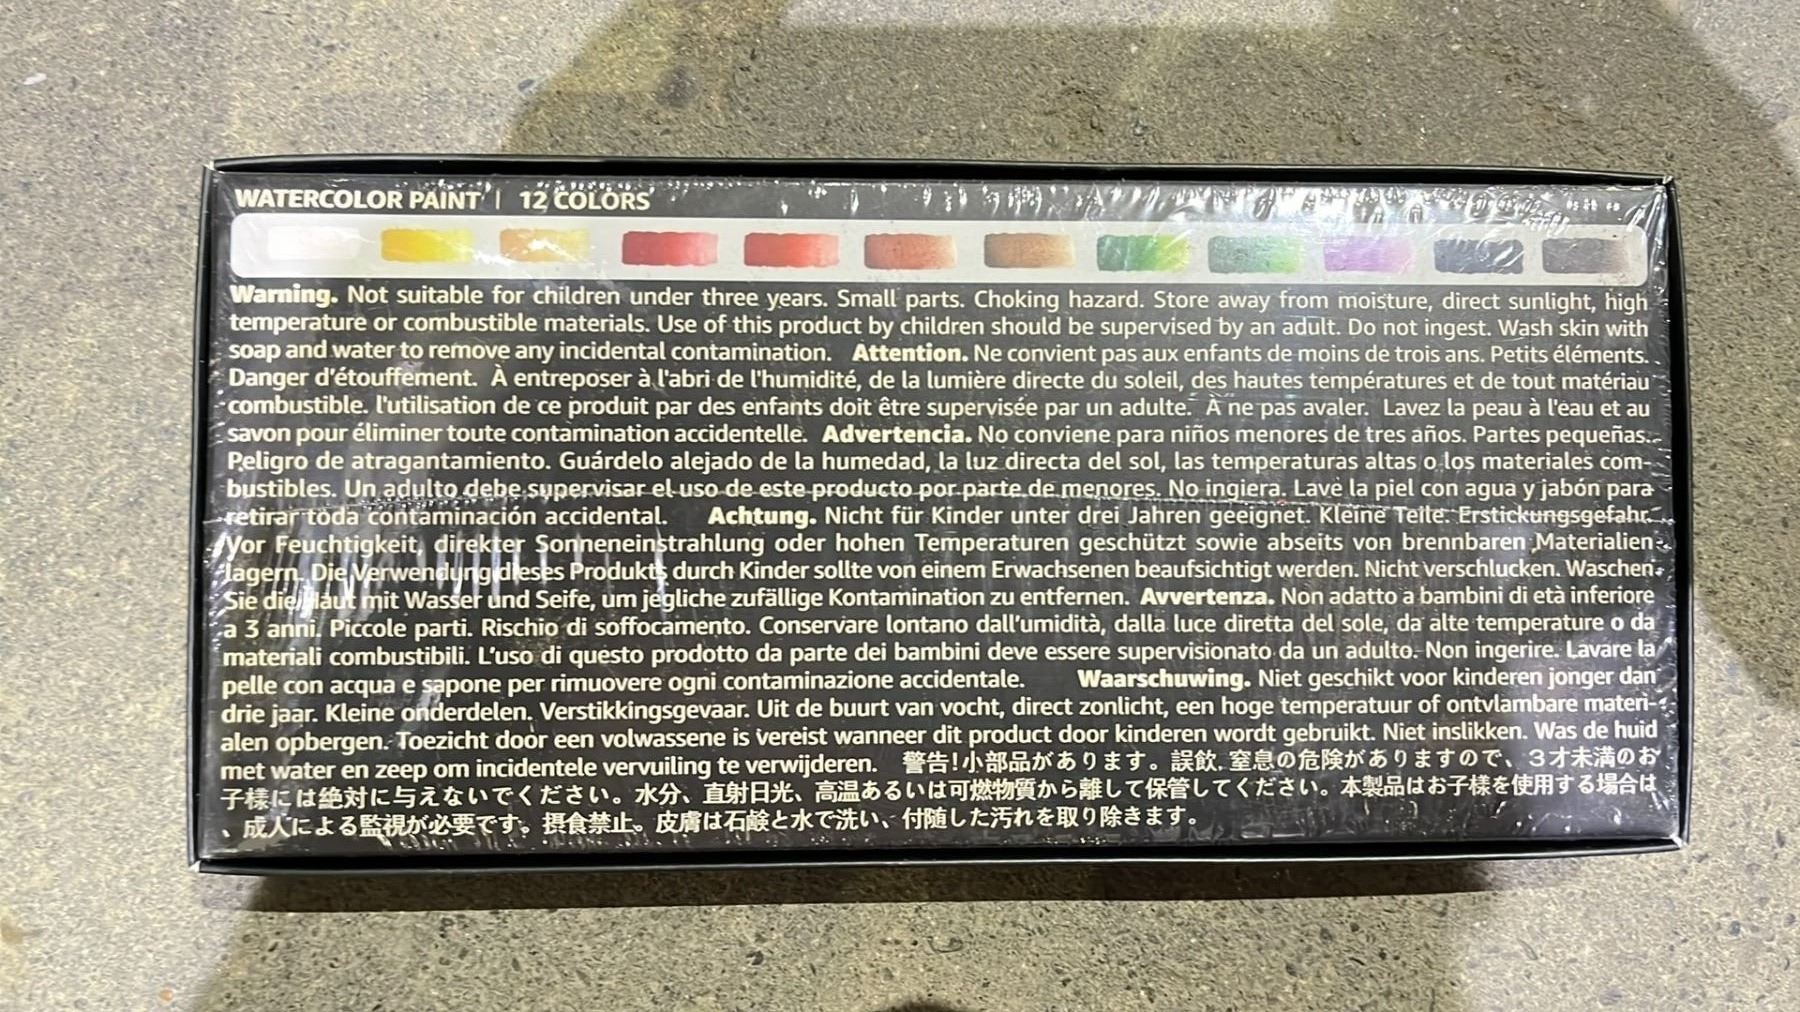 WATERCOLOR PAINT | 12 COLORS
Warning. Not suitable for children under three years. Small parts. Choking hazard. Store away from moisture, direct sunlight, high
temperature or combustible materials. Use of this product by children should be supervised by an adult. Do not ingest. Wash skin with
soap and water to remove any incidental contamination. Attention. Ne convient pas aux enfants de moins de trois ans. Petits éléments.
Danger d'étouffement. À entreposer à l'abri de l'humidité, de la lumière directe du soleil, des hautes températures et de tout matériau
combustible. l'utilisation de ce produit par des enfants doit être supervisée par un adulte. À ne pas avaler. Lavez la peau à l'eau et au
savon pour éliminer toute contamination accidentelle. Advertencia. No conviene para niños menores de tres años. Partes pequeñas.
Peligro de atragantamiento. Guárdelo alejado de la humedad, la luz directa del sol, las temperaturas altas o los materiales com-
bustibles. Un adulto debe supervisar el uso de este producto por parte de menores. No ingiera. Lave la piel con agua y jabón para
retirar toda contaminación accidental. Achtung. Nicht für Kinder unter drei Jahren geeignet. Kleine Teile. Erstickungsgefahr.
Vor Feuchtigkeit, direkter Sonneneinstrahlung oder hohen Temperaturen geschützt sowie abseits von brennbaren Materialien
lagern. Die Verwendung dieses Produkts durch Kinder sollte von einem Erwachsenen beaufsichtigt werden. Nicht verschlucken. Waschen
Sie die Haut mit Wasser und Seife, um jegliche zufällige Kontamination zu entfernen. Avvertenza. Non adatto a bambini di età inferiore
a 3 anni. Piccole parti. Rischio di soffocamento. Conservare lontano dall'umidità, dalla luce diretta del sole, da alte temperature o da
materiali combustibili. L'uso di questo prodotto da parte dei bambini deve essere supervisionato da un adulto. Non ingerire. Lavare la
pelle con acqua e sapone per rimuovere ogni contaminazione accidentale. Waarschuwing. Niet geschikt voor kinderen jonger dan
drie jaar. Kleine onderdelen. Verstikkingsgevaar. Uit de buurt van vocht, direct zonlicht, een hoge temperatuur of ontvlambare materi-
alen opbergen. Toezicht door een volwassene is vereist wanneer dit product door kinderen wordt gebruikt. Niet inslikken. Was de huid
met water en zeep om incidentele vervuiling te verwijderen. 警告!小部品があります。誤飲,窒息の危険がありますので、3才未満のお
子様には絶対に与えないでください。水分、直射日光、高温あるいは可燃物質から離して保管してください。本製品はお子様を使用する場合は
、成人による監視が必要です。摂食禁止。皮膚は石鹸と水で洗い、付随した汚れを取り除きます。